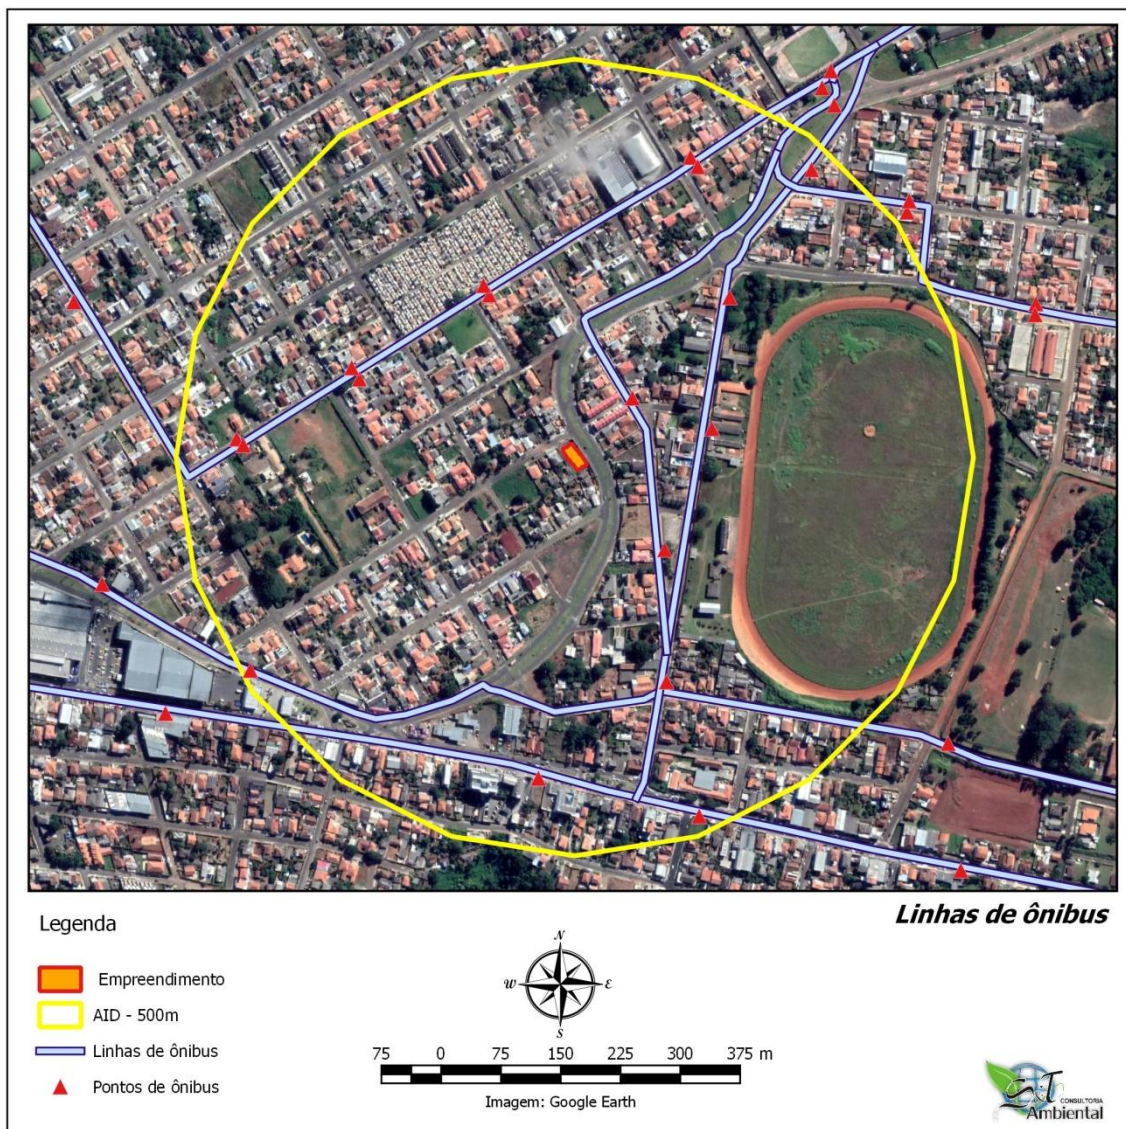 Linhas de ônibus
Legenda
Empreendimento
AID - 500m
Linhas de ônibus
Pontos de ônibus
N
W
E
S
75 0 75 150 225 300 375 m
Imagem: Google Earth
S&T
CONSULTORIA
Ambiental